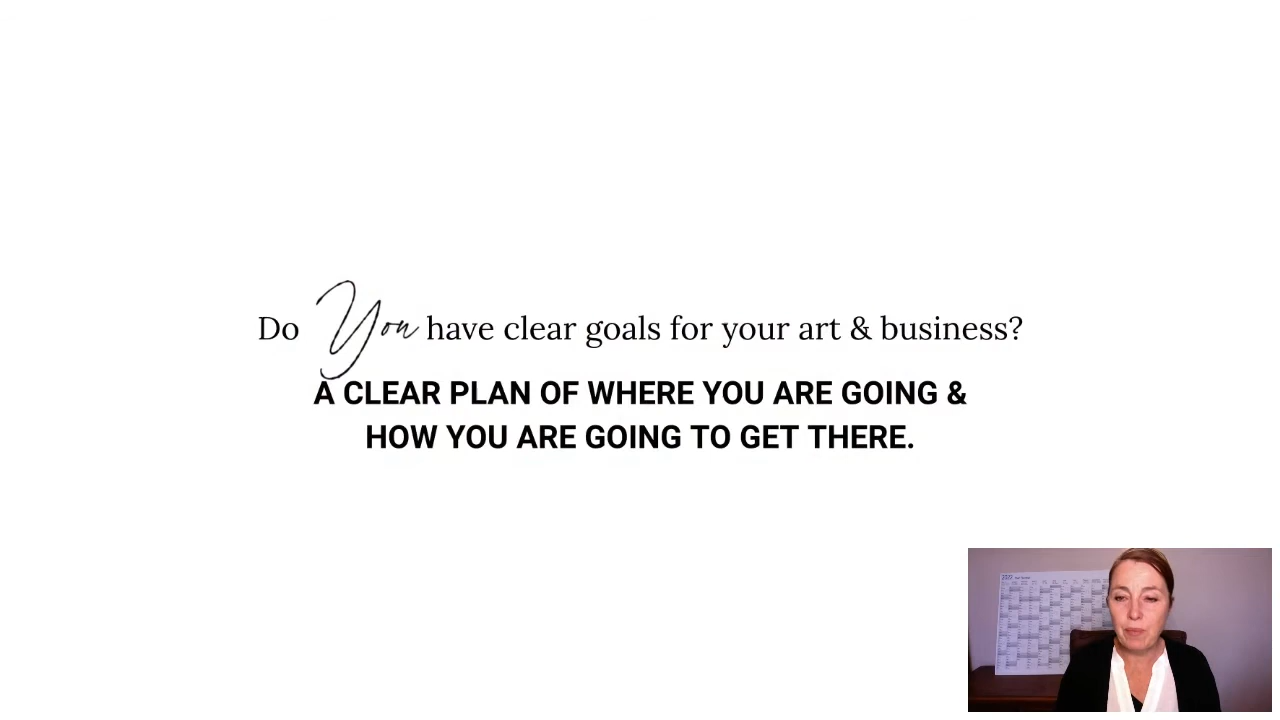 Do You have clear goals for your art & business?
A CLEAR PLAN OF WHERE YOU ARE GOING &
HOW YOU ARE GOING TO GET THERE.